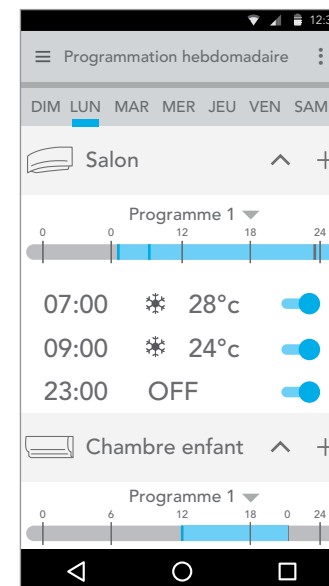 12:3
Programmation hebdomadaire
DIM LUN MAR MER JEU VEN SAM
Salon
Programme 1
0 0 12 18 24
07:00 28°c
09:00 24°c
23:00 OFF
Chambre enfant
Programme 1
0 6 12 18 0 24